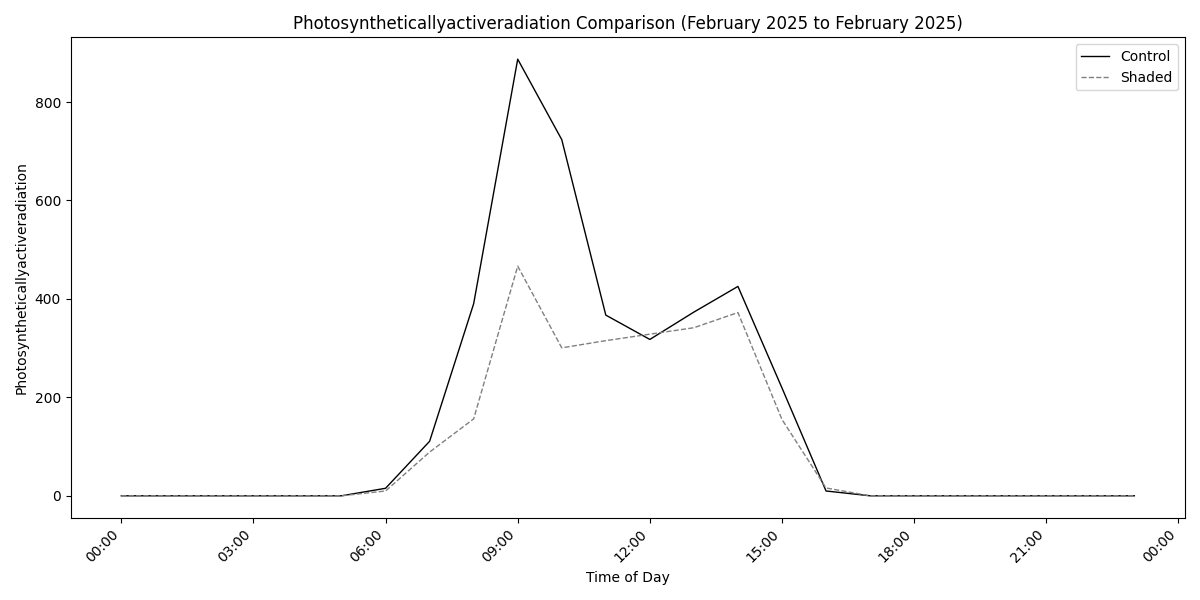 Photosyntheticallyactiveradiation Comparison (February 2025 to February 2025)
Control
Shaded
Photosyntheticallyactiveradiation
800
600
400
200
0
00:00
03:00
06:00
09:00
12:00
15:00
18:00
21:00
00:00
Time of Day